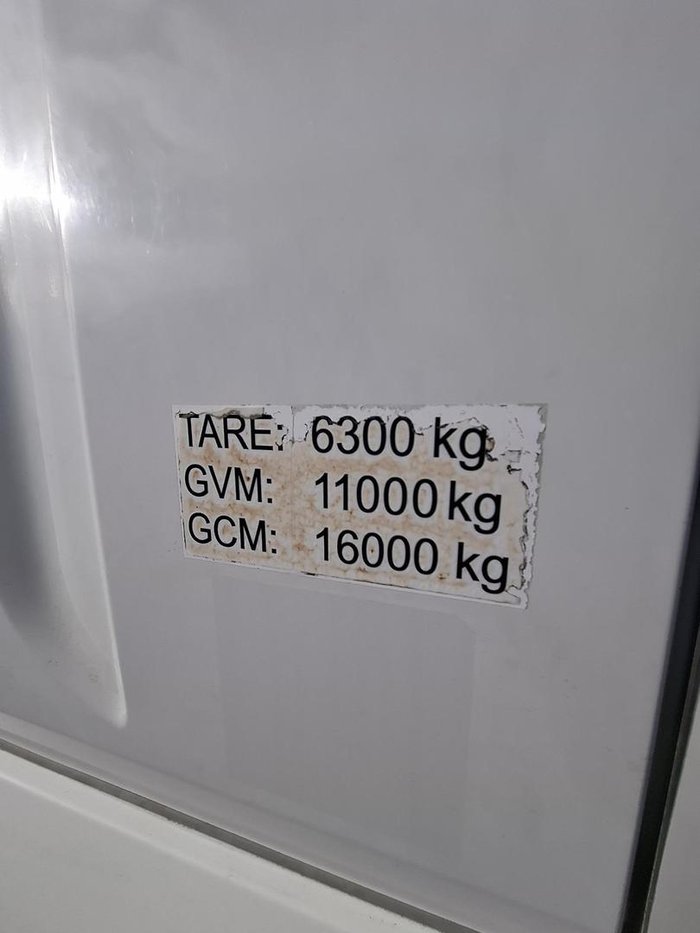 TARE: 6300 kg
GVM: 11000 kg
GCM: 16000 kg